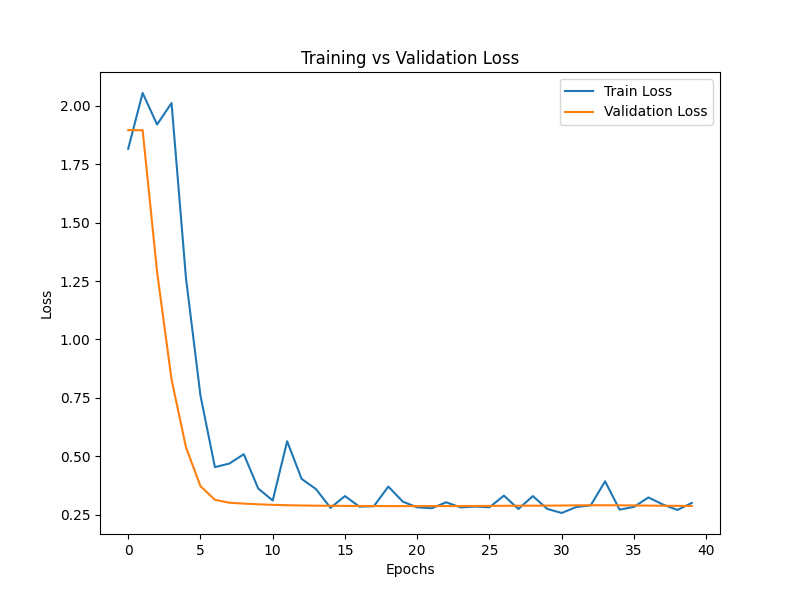 Training vs Validation Loss
Train Loss
Validation Loss
2.00
1.75
1.50
1.25
1.00
0.75
0.50
0.25
Loss
0 5 10 15 20 25 30 35 40
Epochs